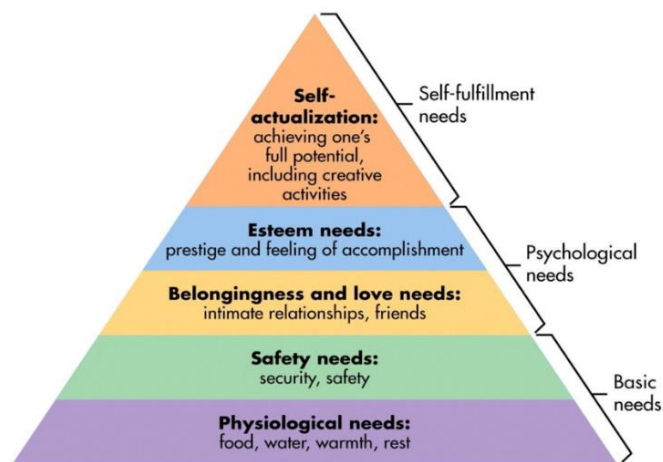 Self-
actualization:
achieving one's
full potential,
including creative
activities
Self-fulfillment
needs
Esteem needs:
prestige and feeling of accomplishment
Psychological
needs
Belongingness and love needs:
intimate relationships, friends
Safety needs:
security, safety
Basic
needs
Physiological needs:
food, water, warmth, rest